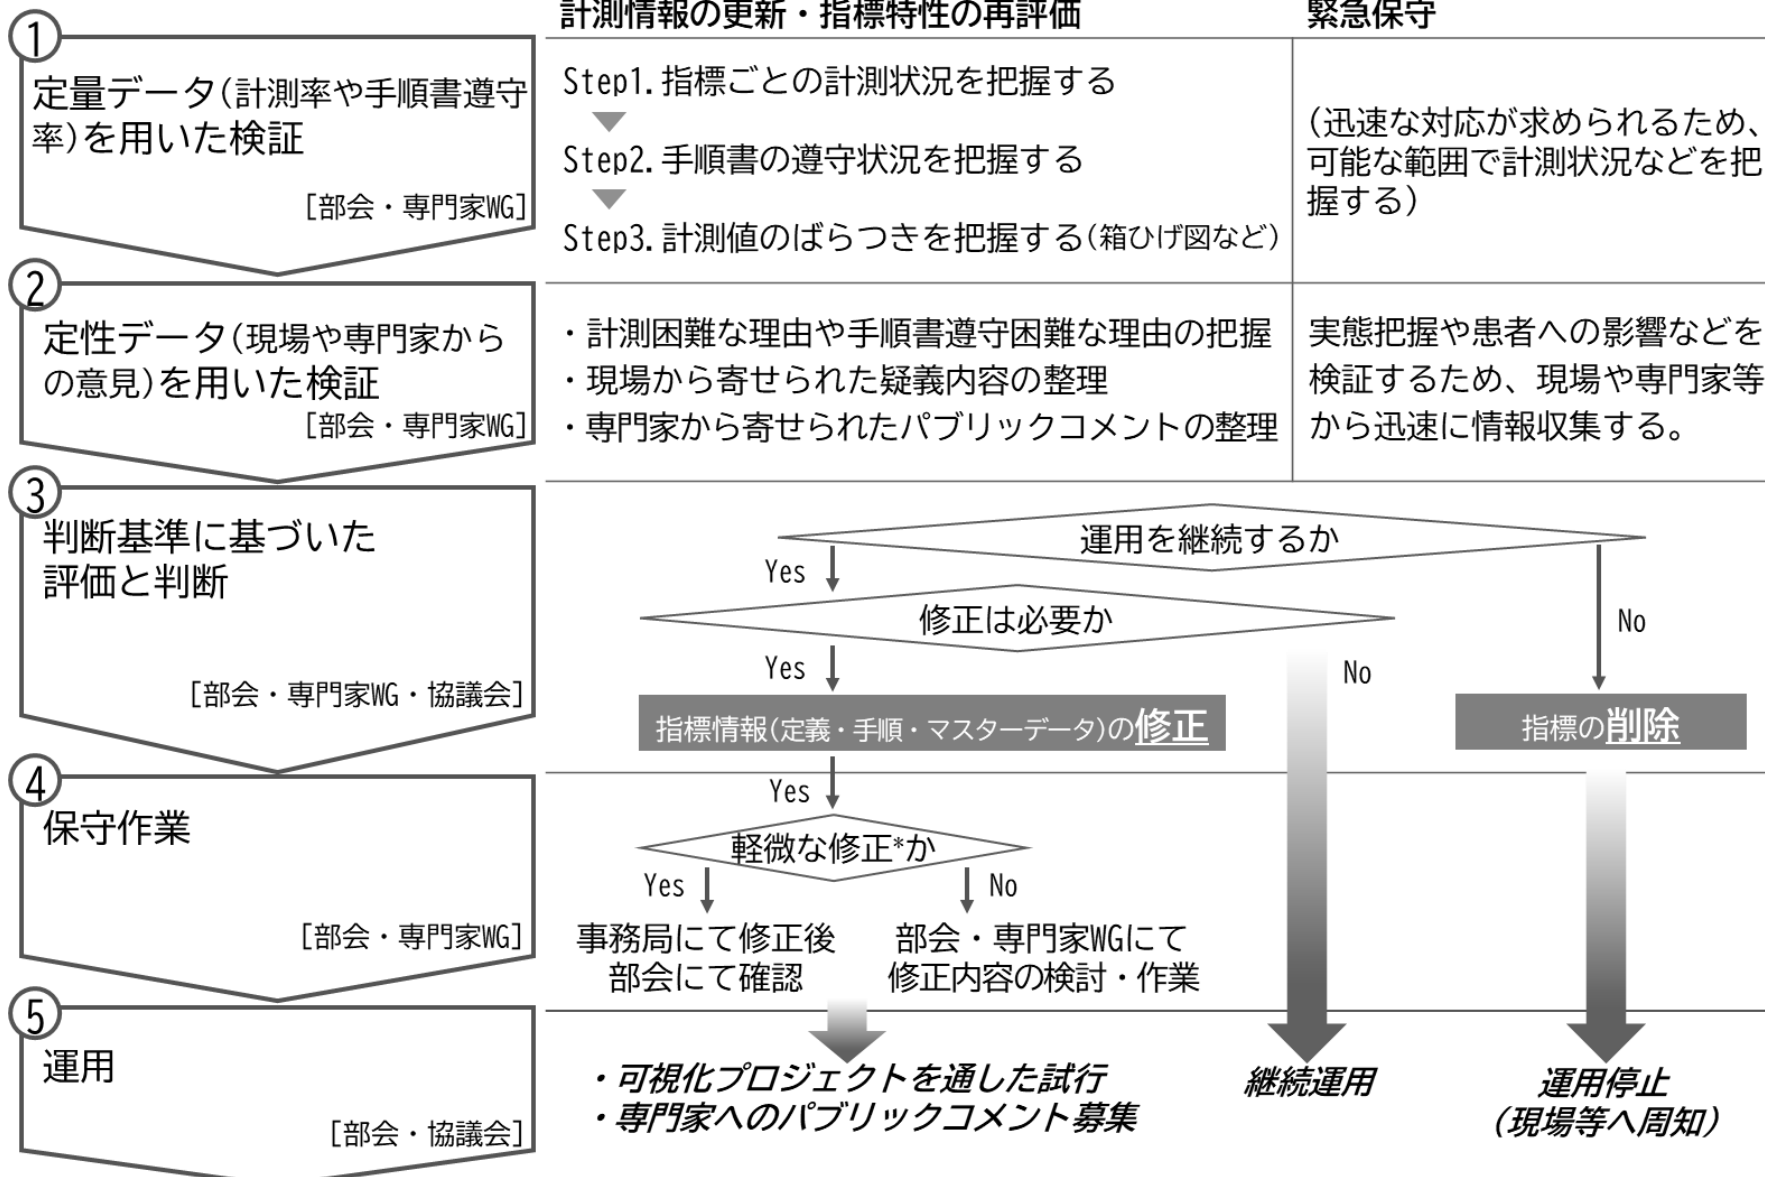 計測情報の更新・指標特性の再評価
緊急保守
①
定量データ(計測率や手順書遵守
率)を用いた検証
[部会・専門家WG]
Step1.指標ごとの計測状況を把握する
Step2.手順書の遵守状況を把握する
Step3.計測値のばらつきを把握する(箱ひげ図など)
(迅速な対応が求められるため、
可能な範囲で計測状況などを把
握する)
②
定性データ(現場や専門家から
の意見)を用いた検証
[部会・専門家WG]
・計測困難な理由や手順書遵守困難な理由の把握
・現場から寄せられた疑義内容の整理
・専門家から寄せられたパブリックコメントの整理
実態把握や患者への影響などを
検証するため、現場や専門家等
から迅速に情報収集する。
③
判断基準に基づいた
評価と判断
[部会・専門家WG・協議会]
運用を継続するか
Yes
No
修正は必要か
Yes
No
指標情報(定義・手順・マスターデータ)の修正
指標の削除
④
保守作業
[部会・専門家WG]
Yes
軽微な修正*か
Yes
No
事務局にて修正後
部会にて確認
部会・専門家WGにて
修正内容の検討・作業
⑤
運用
[部会・協議会]
・可視化プロジェクトを通した試行
・専門家へのパブリックコメント募集
継続運用
運用停止
(現場等へ周知)